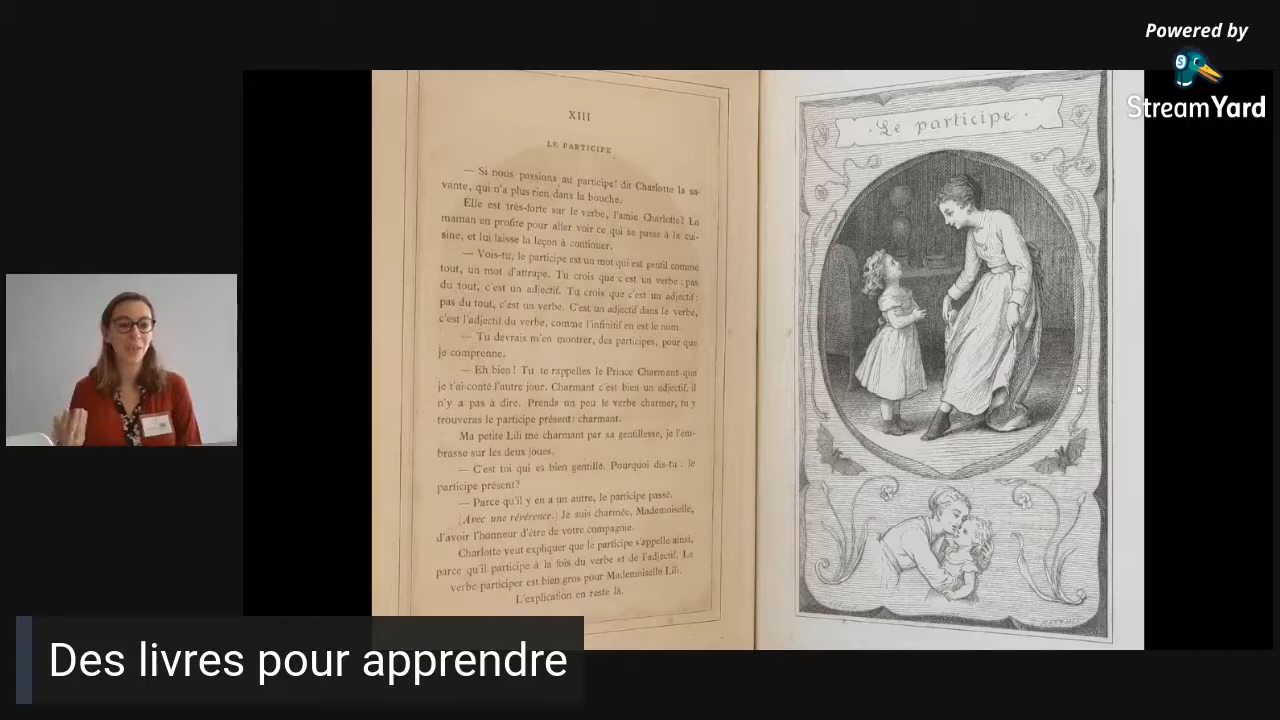 Powered by
StreamYard
XIII
LE PARTICIPE
— Si nous passions au participe! dit Charlotte la sa-
vante, qui n'a plus rien dans la bouche.
Elle est très-forte sur le verbe, l'amie Charlotte? La
maman en profite pour aller voir ce qui se passe à la cui-
sine, et lui laisse la leçon à continuer.
— Vois-tu, le participe est un mot qui est gentil comme
tout, un mot d'attrape. Tu crois que c'est un verbe : pas
du tout, c'est un adjectif. Tu crois que c'est un adjectif:
pas du tout, c'est un verbe. C'est un adjectif dans le verbe,
c'est l'adjectif du verbe, comme l'infinitif en est le nom.
— Tu devrais m'en montrer, des participes, pour que
je comprenne.
— Eh bien! Tu te rappelles le Prince Charmant que
je t'ai conté l'autre jour. Charmant c'est bien un adjectif, il
n'y a pas à dire. Prends un peu le verbe charmer, tu y
trouveras le participe présent: charmant.
Ma petite Lili me charmant par sa gentillesse, je l'em-
brasse sur les deux joues.
— C'est toi qui es bien gentille. Pourquoi dis-tu : le
participe présent?
— Parce qu'il y en a un autre, le participe passé.
(Avec une révérence.) Je suis charmée, Mademoiselle,
d'avoir l'honneur d'être de votre compagnie.
Charlotte veut expliquer que le participe s'appelle ainsi,
parce qu'il participe à la fois du verbe et de l'adjectif. Le
verbe participer est bien gros pour Mademoiselle Lili.
L'explication en reste là.
· Le participe ·
Des livres pour apprendre